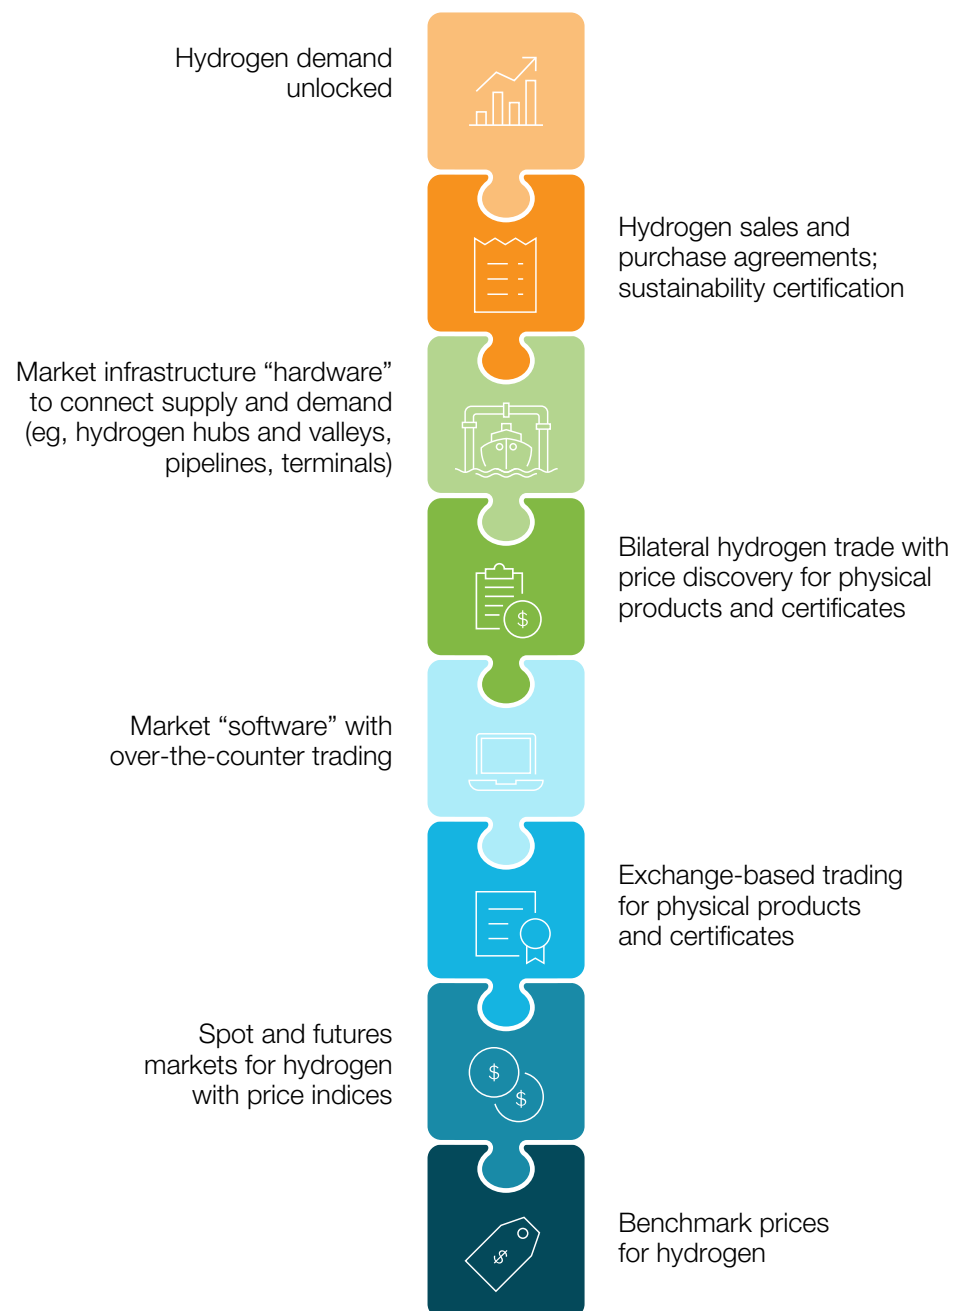 Hydrogen demand
unlocked
Hydrogen sales and
purchase agreements;
sustainability certification
Market infrastructure “hardware”
to connect supply and demand
(eg, hydrogen hubs and valleys,
pipelines, terminals)
Bilateral hydrogen trade with
price discovery for physical
products and certificates
$
Market “software” with
over-the-counter trading
Exchange-based trading
for physical products
and certificates
Spot and futures
markets for hydrogen
with price indices
$
$
Benchmark prices
for hydrogen
$